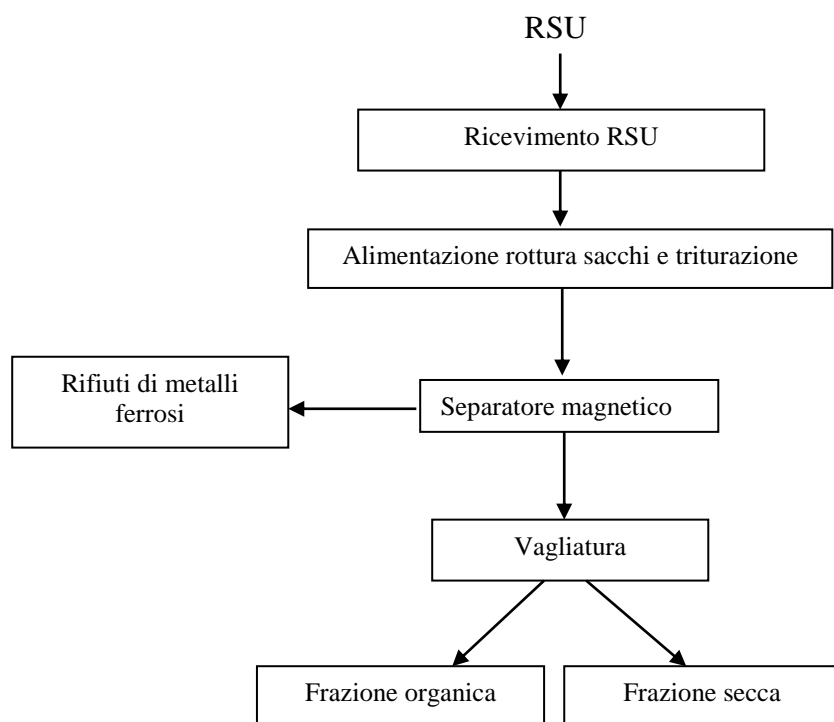 RSU
Ricevimento RSU
Alimentazione rottura sacchi e triturazione
Rifiuti di metalli
ferrosi
Separatore magnetico
Vagliatura
Frazione organica
Frazione secca